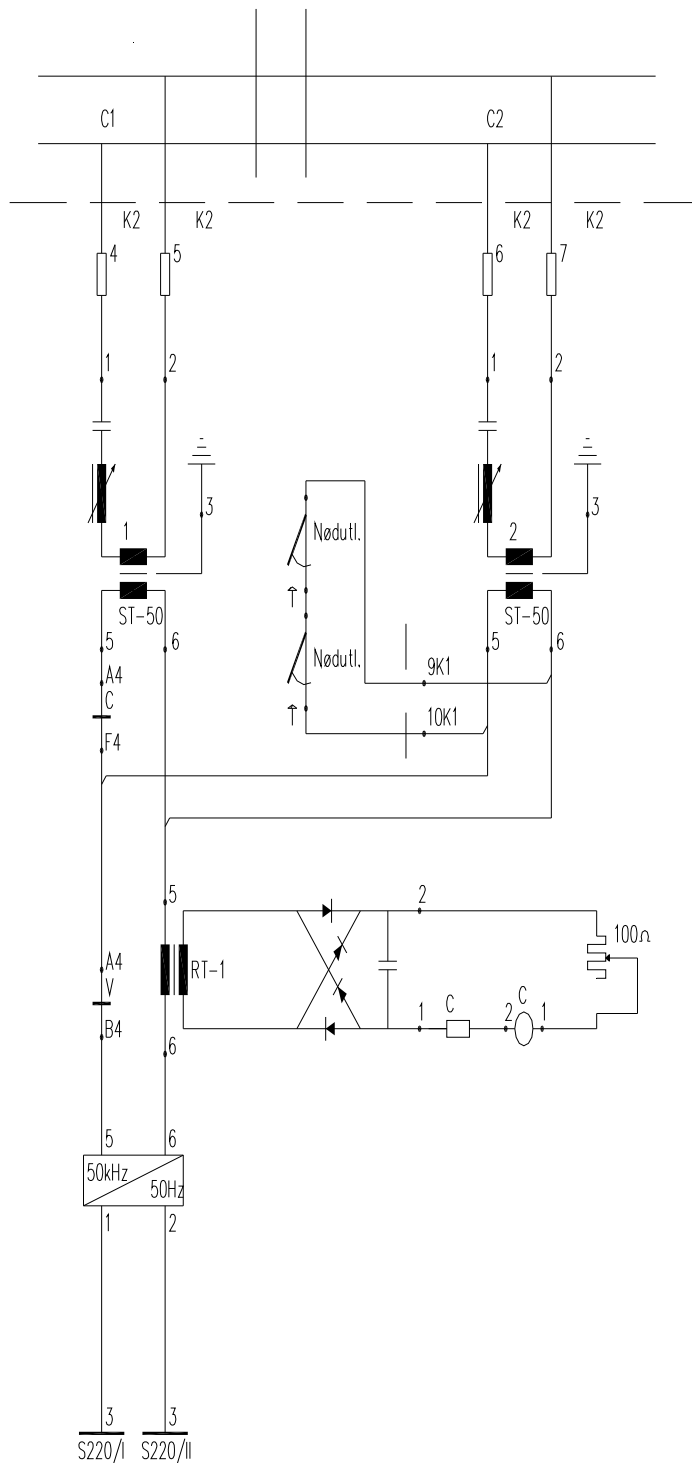 C1 C2
K2 K2 K2 K2
4 5 6 7
1 2 1 2
3 3
1 Nødutl. 2
ST-50 ST-50
5 6 Nødutl. 5 6
A4 9K1
C
F4 10K1
5 2
100Ω
A4 RT-1
V
B4 1 C 2 C 1
6
5 6
50kHz
50Hz
1 2
3 3
S220/I S220/II